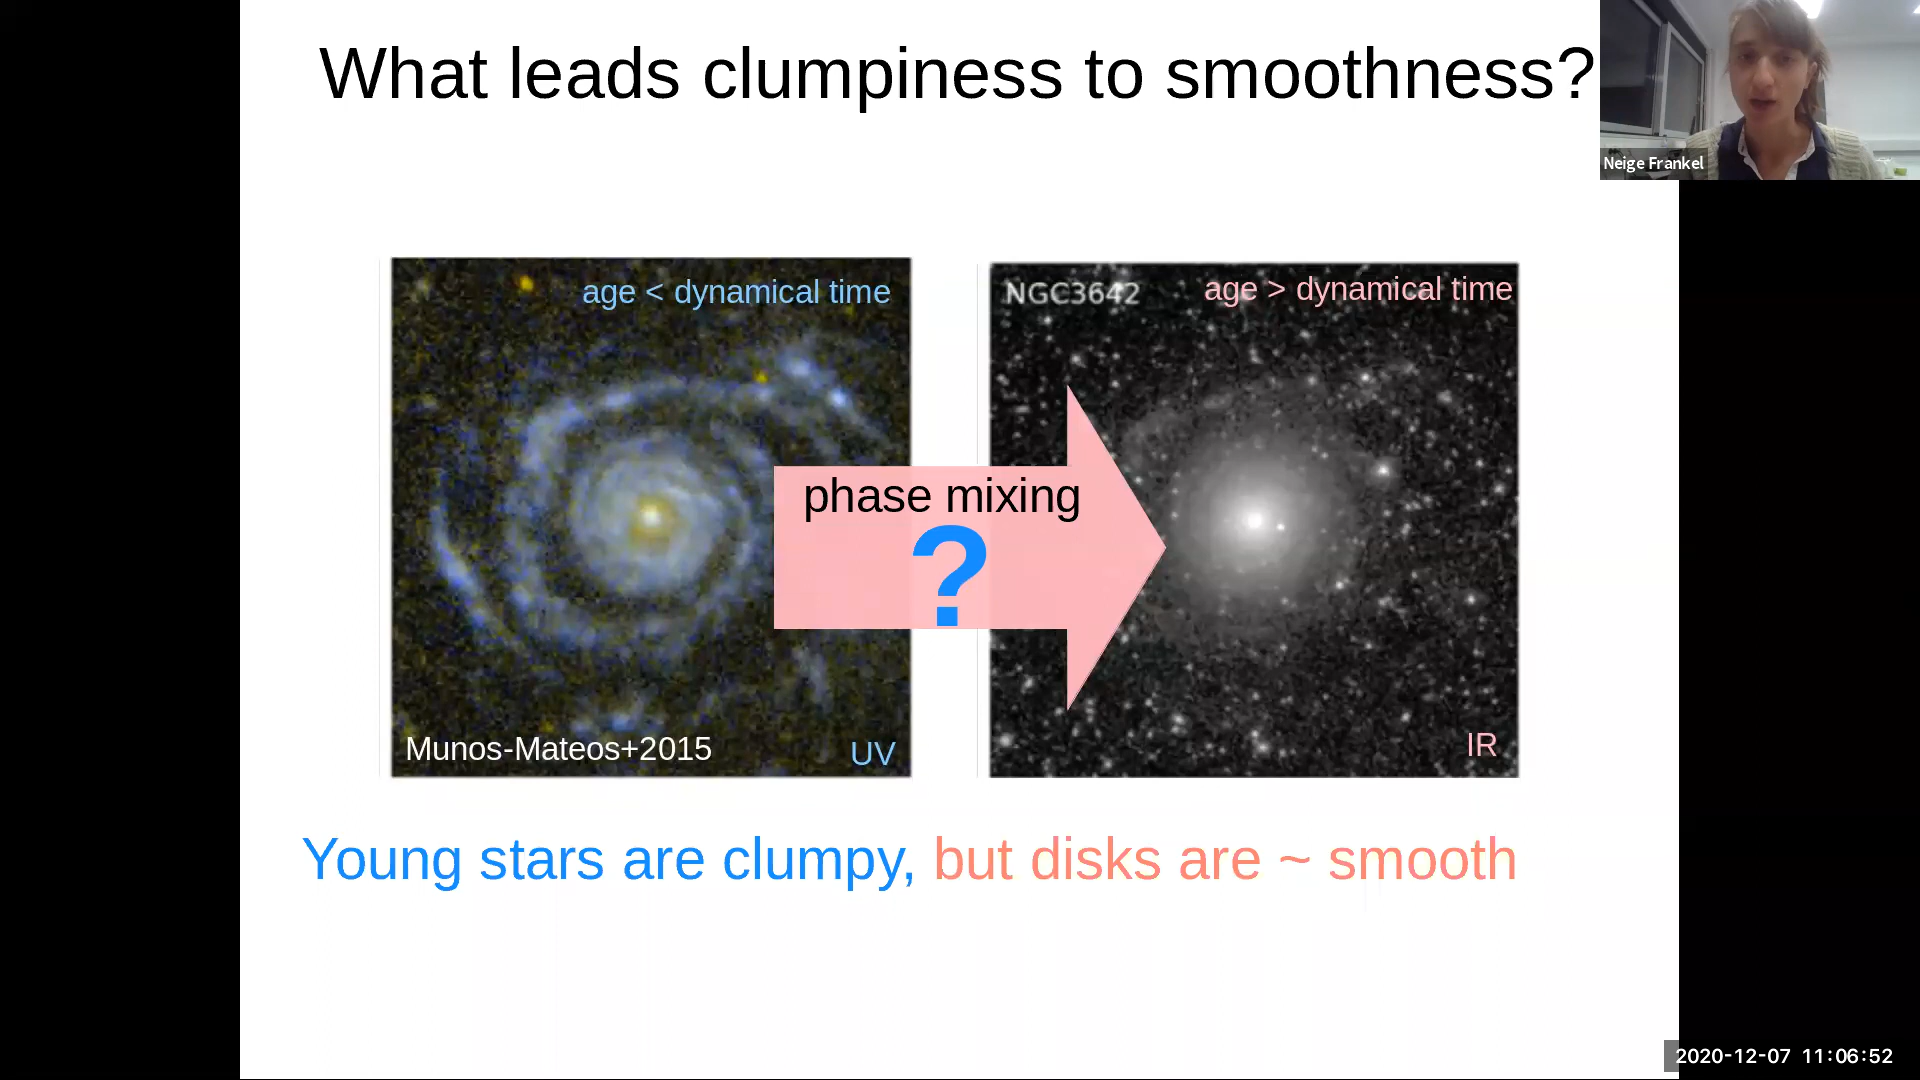 What leads clumpiness to smoothness?
Neige Frankel
age < dynamical time
NGC3642
age > dynamical time
phase mixing
?
Munos-Mateos+2015
UV
IR
Young stars are clumpy, but disks are ~ smooth
2020-12-07 11:06:52